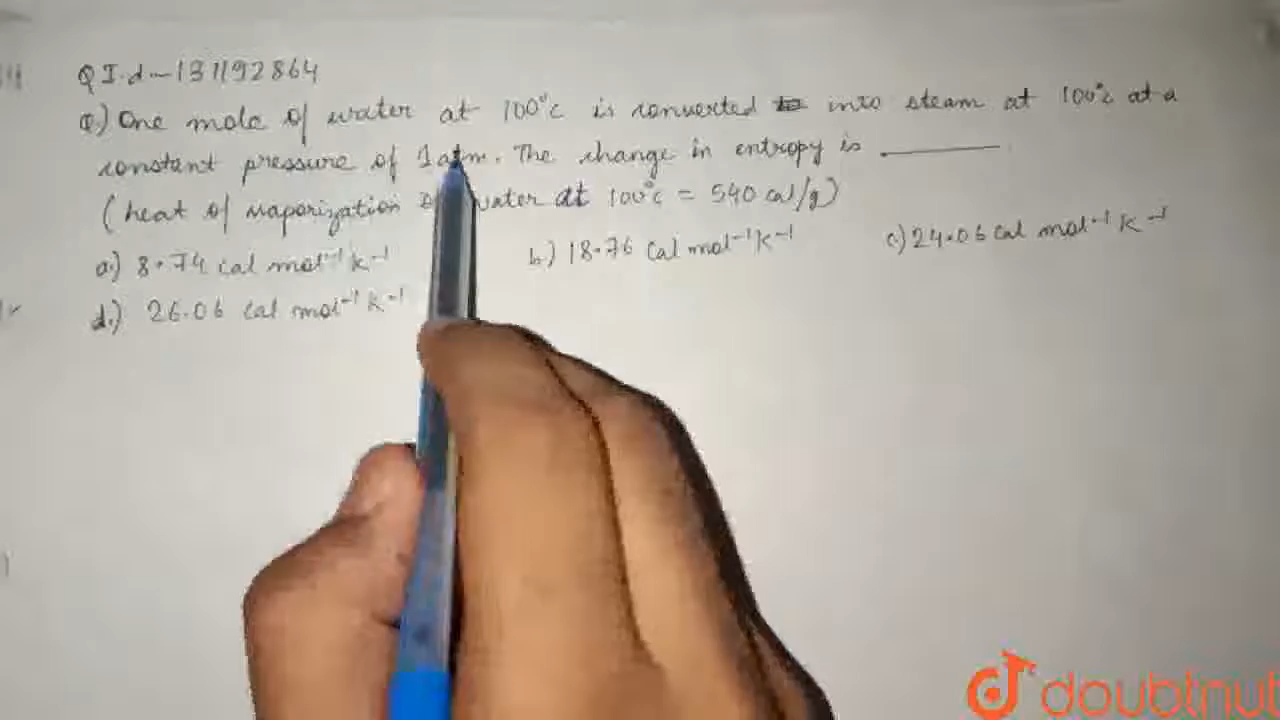 Q I.d - 131192864
Q) One mole of water at 100°c is converted into steam at 100°c at a
constant pressure of 1 atm. The change in entropy is ______
(heat of vaporization water at 100°c = 540 cal/g)
a.) 8.74 cal mol⁻¹ k⁻¹ b.) 18.76 cal mol⁻¹ k⁻¹ c) 24.06 cal mol⁻¹ k⁻¹
d.) 26.06 cal mol⁻¹ k⁻¹
doubtnut